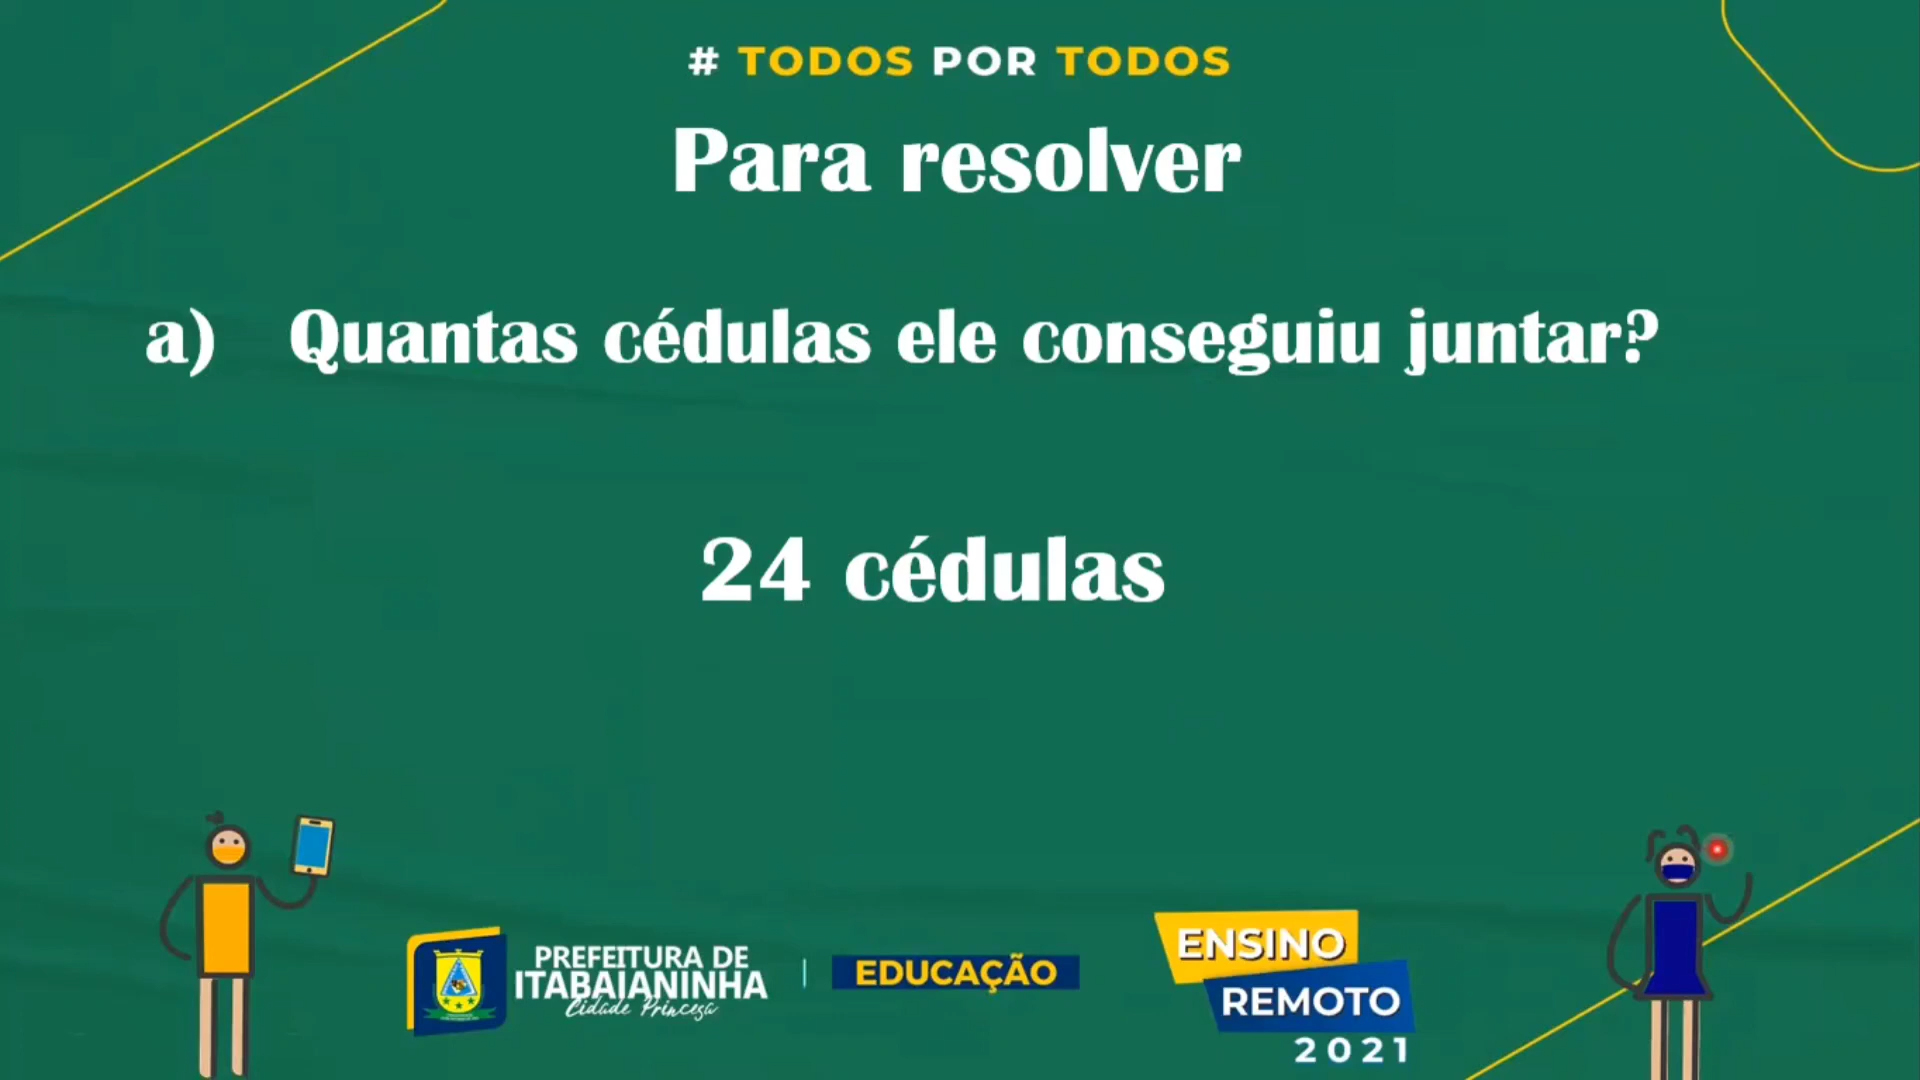 # TODOS POR TODOS
Para resolver
a) Quantas cédulas ele conseguiu juntar?
24 cédulas
PREFEITURA DE
ITABAIANINHA
Cidade Princesa
EDUCAÇÃO
ENSINO
REMOTO
2021